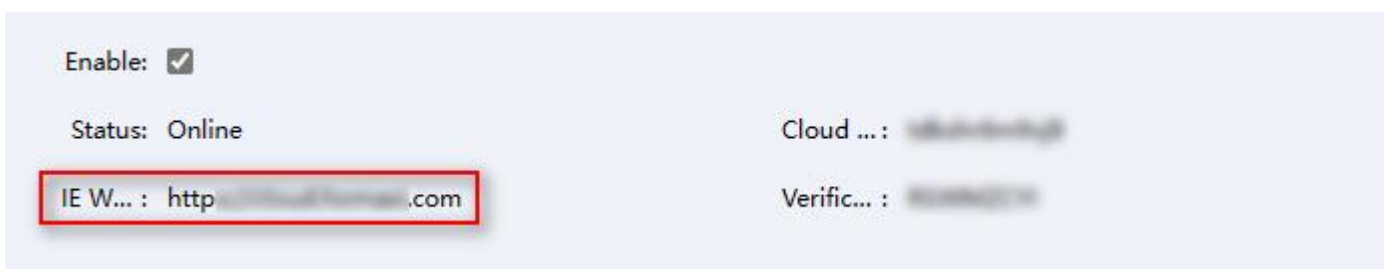 Enable:
Status: Online
Cloud ... :
IE W... : http .com
Verific... :